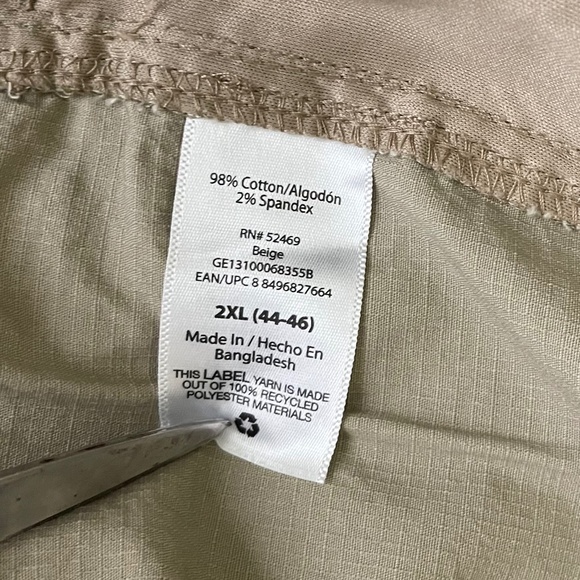 98% Cotton/Algodón
2% Spandex
RN# 52469
Beige
GE13100068355B
EAN/UPC 8 8496827664
2XL (44-46)
Made In / Hecho En
Bangladesh
THIS LABEL YARN IS MADE
OUT OF 100% RECYCLED
POLYESTER MATERIALS